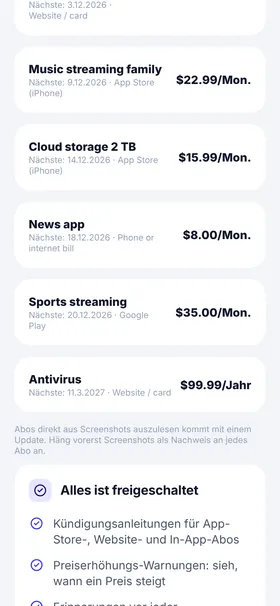 Nächste: 3.12.2026 ·
Website / card
Music streaming family
Nächste: 9.12.2026 · App Store
(iPhone)
$22.99/Mon.
Cloud storage 2 TB
Nächste: 14.12.2026 · App Store
(iPhone)
$15.99/Mon.
News app
Nächste: 18.12.2026 · Phone or
internet bill
$8.00/Mon.
Sports streaming
Nächste: 20.12.2026 · Google
Play
$35.00/Mon.
Antivirus
Nächste: 11.3.2027 · Website / card
$99.99/Jahr
Abos direkt aus Screenshots auszulesen kommt mit einem
Update. Häng vorerst Screenshots als Nachweis an jedes
Abo an.
Alles ist freigeschaltet
Kündigungsanleitungen für App-
Store-, Website- und In-App-Abos
Preiserhöhungs-Warnungen: sieh,
wann ein Preis steigt